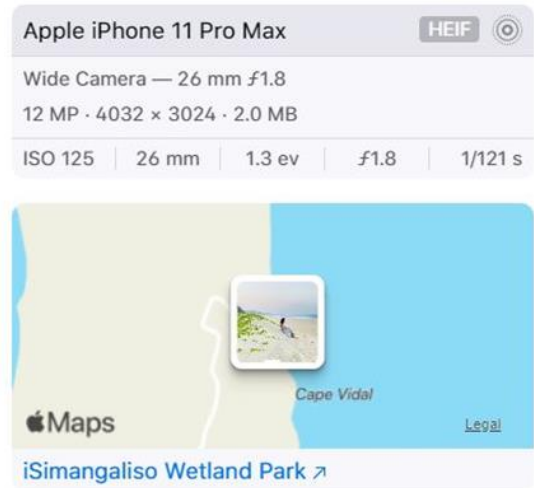 Apple iPhone 11 Pro Max HEIF
Wide Camera — 26 mm ƒ1.8
12 MP · 4032 × 3024 · 2.0 MB
ISO 125 26 mm 1.3 ev ƒ1.8 1/121 s
Cape Vidal
Maps Legal
iSimangaliso Wetland Park ↗